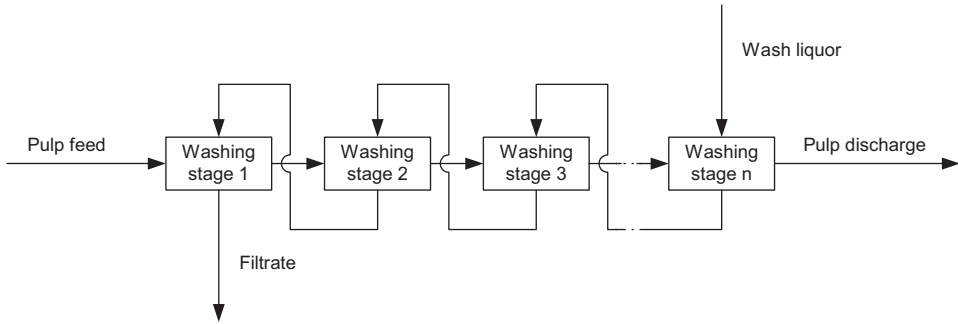 Wash liquor
Pulp feed
Washing
stage 1
Washing
stage 2
Washing
stage 3
Washing
stage n
Pulp discharge
Filtrate